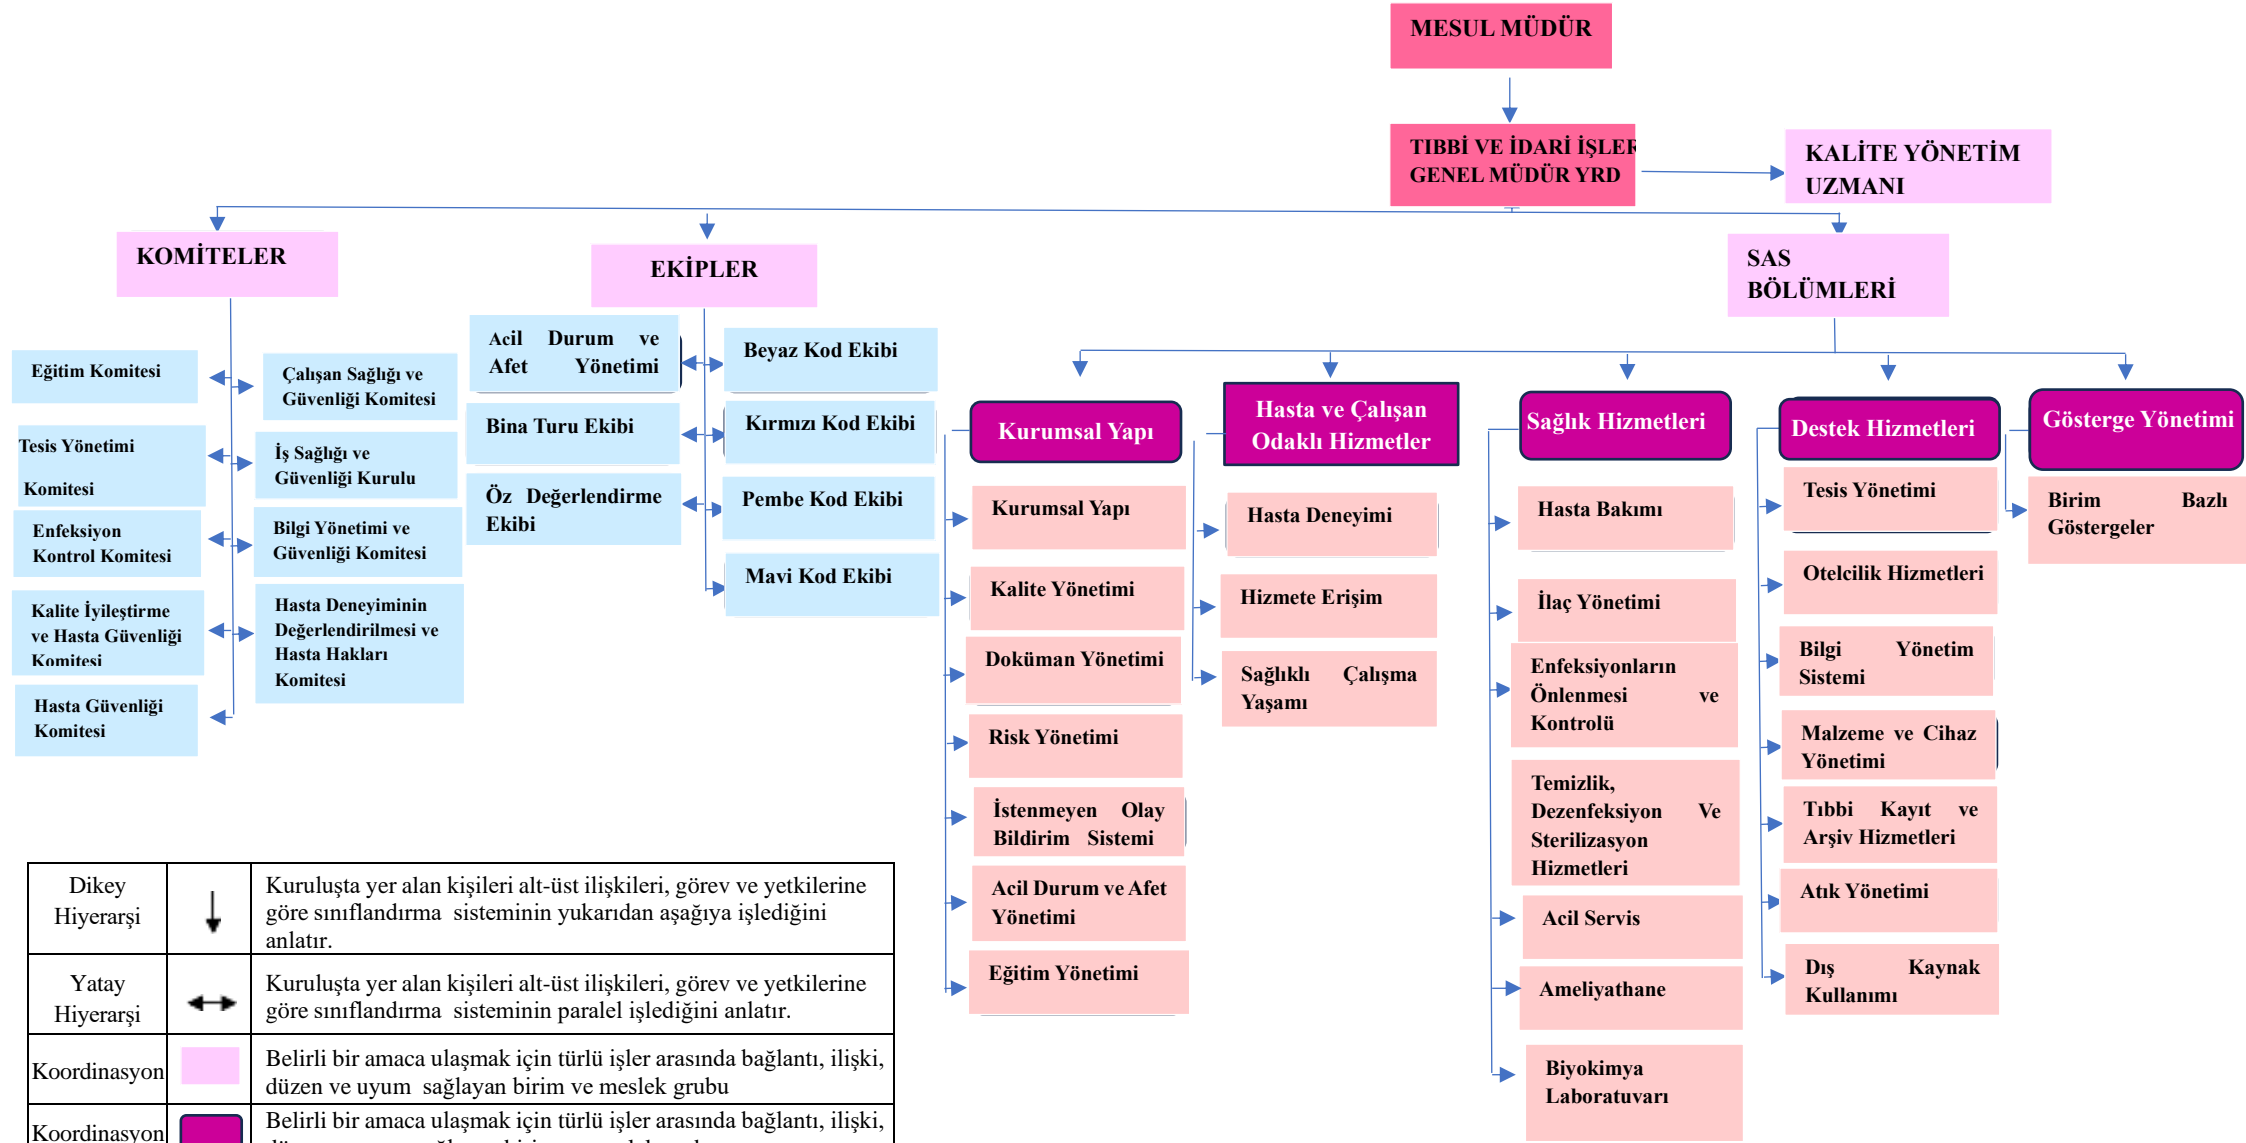 MESUL MÜDÜR
TIBBİ VE İDARİ İŞLER
GENEL MÜDÜR YRD
KALİTE YÖNETİM
UZMANI
KOMİTELER
EKİPLER
SAS
BÖLÜMLERİ
Eğitim Komitesi
Çalışan Sağlığı ve
Güvenliği Komitesi
Tesis Yönetimi
Komitesi
İş Sağlığı ve
Güvenliği Kurulu
Enfeksiyon
Kontrol Komitesi
Bilgi Yönetimi ve
Güvenliği Komitesi
Kalite İyileştirme
ve Hasta Güvenliği
Komitesi
Hasta Deneyiminin
Değerlendirilmesi ve
Hasta Hakları
Komitesi
Hasta Güvenliği
Komitesi
Acil Durum ve
Afet Yönetimi
Beyaz Kod Ekibi
Bina Turu Ekibi
Kırmızı Kod Ekibi
Öz Değerlendirme
Ekibi
Pembe Kod Ekibi
Mavi Kod Ekibi
Kurumsal Yapı
Kurumsal Yapı
Kalite Yönetimi
Doküman Yönetimi
Risk Yönetimi
İstenmeyen Olay
Bildirim Sistemi
Acil Durum ve Afet
Yönetimi
Eğitim Yönetimi
Hasta ve Çalışan
Odaklı Hizmetler
Hasta Deneyimi
Hizmete Erişim
Sağlıklı Çalışma
Yaşamı
Sağlık Hizmetleri
Hasta Bakımı
İlaç Yönetimi
Enfeksiyonların
Önlenmesi ve
Kontrolü
Temizlik,
Dezenfeksiyon Ve
Sterilizasyon
Hizmetleri
Acil Servis
Ameliyathane
Biyokimya
Laboratuvarı
Destek Hizmetleri
Tesis Yönetimi
Otelcilik Hizmetleri
Bilgi Yönetim
Sistemi
Malzeme ve Cihaz
Yönetimi
Tıbbi Kayıt ve
Arşiv Hizmetleri
Atık Yönetimi
Dış Kaynak
Kullanımı
Gösterge Yönetimi
Birim Bazlı
Göstergeler
Dikey
Hiyerarşi
Kuruluşta yer alan kişileri alt-üst ilişkileri, görev ve yetkilerine
göre sınıflandırma sisteminin yukarıdan aşağıya işlediğini
anlatır.
Yatay
Hiyerarşi
Kuruluşta yer alan kişileri alt-üst ilişkileri, görev ve yetkilerine
göre sınıflandırma sisteminin paralel işlediğini anlatır.
Koordinasyon
Belirli bir amaca ulaşmak için türlü işler arasında bağlantı, ilişki,
düzen ve uyum sağlayan birim ve meslek grubu
Koordinasyon
Belirli bir amaca ulaşmak için türlü işler arasında bağlantı, ilişki,